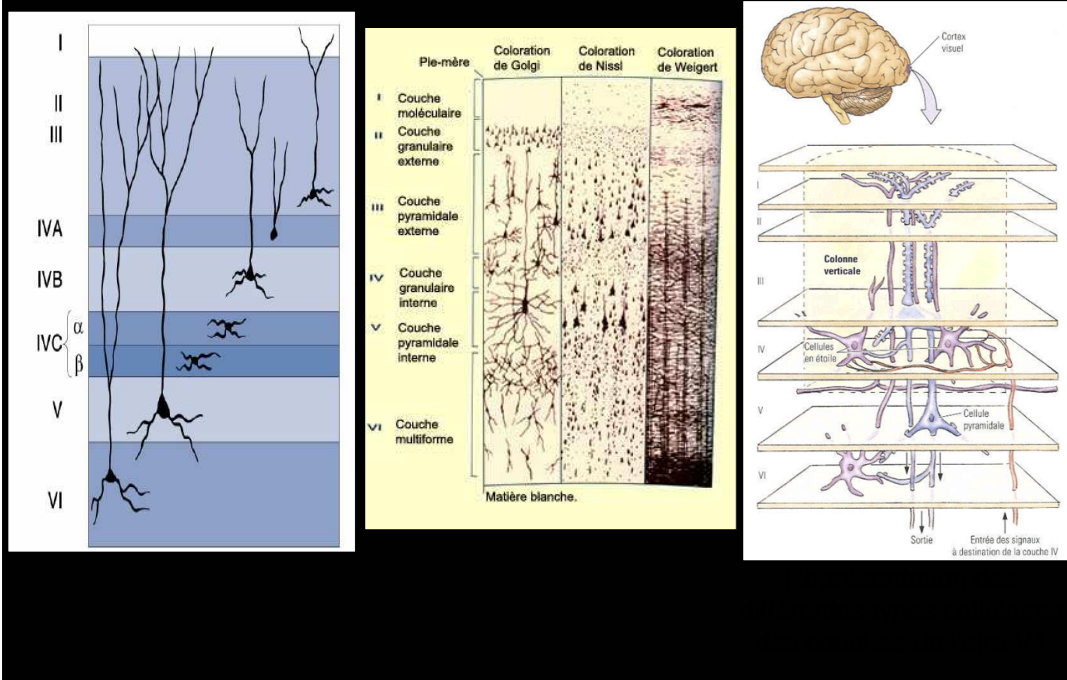 I
II
III
IVA
IVB
IVC
α
β
V
VI
Coloration
de Golgi
Coloration
de Nissl
Coloration
de Weigert
Pie-mère
I Couche
moléculaire
II Couche
granulaire
externe
III Couche
pyramidale
externe
IV Couche
granulaire
interne
V Couche
pyramidale
interne
VI Couche
multiforme
Matière blanche.
Cortex
visuel
I
II
Colonne
verticale
III
IV
Cellules
en étoile
V
Cellule
pyramidale
VI
Sortie
Entrée des signaux
à destination de la couche IV